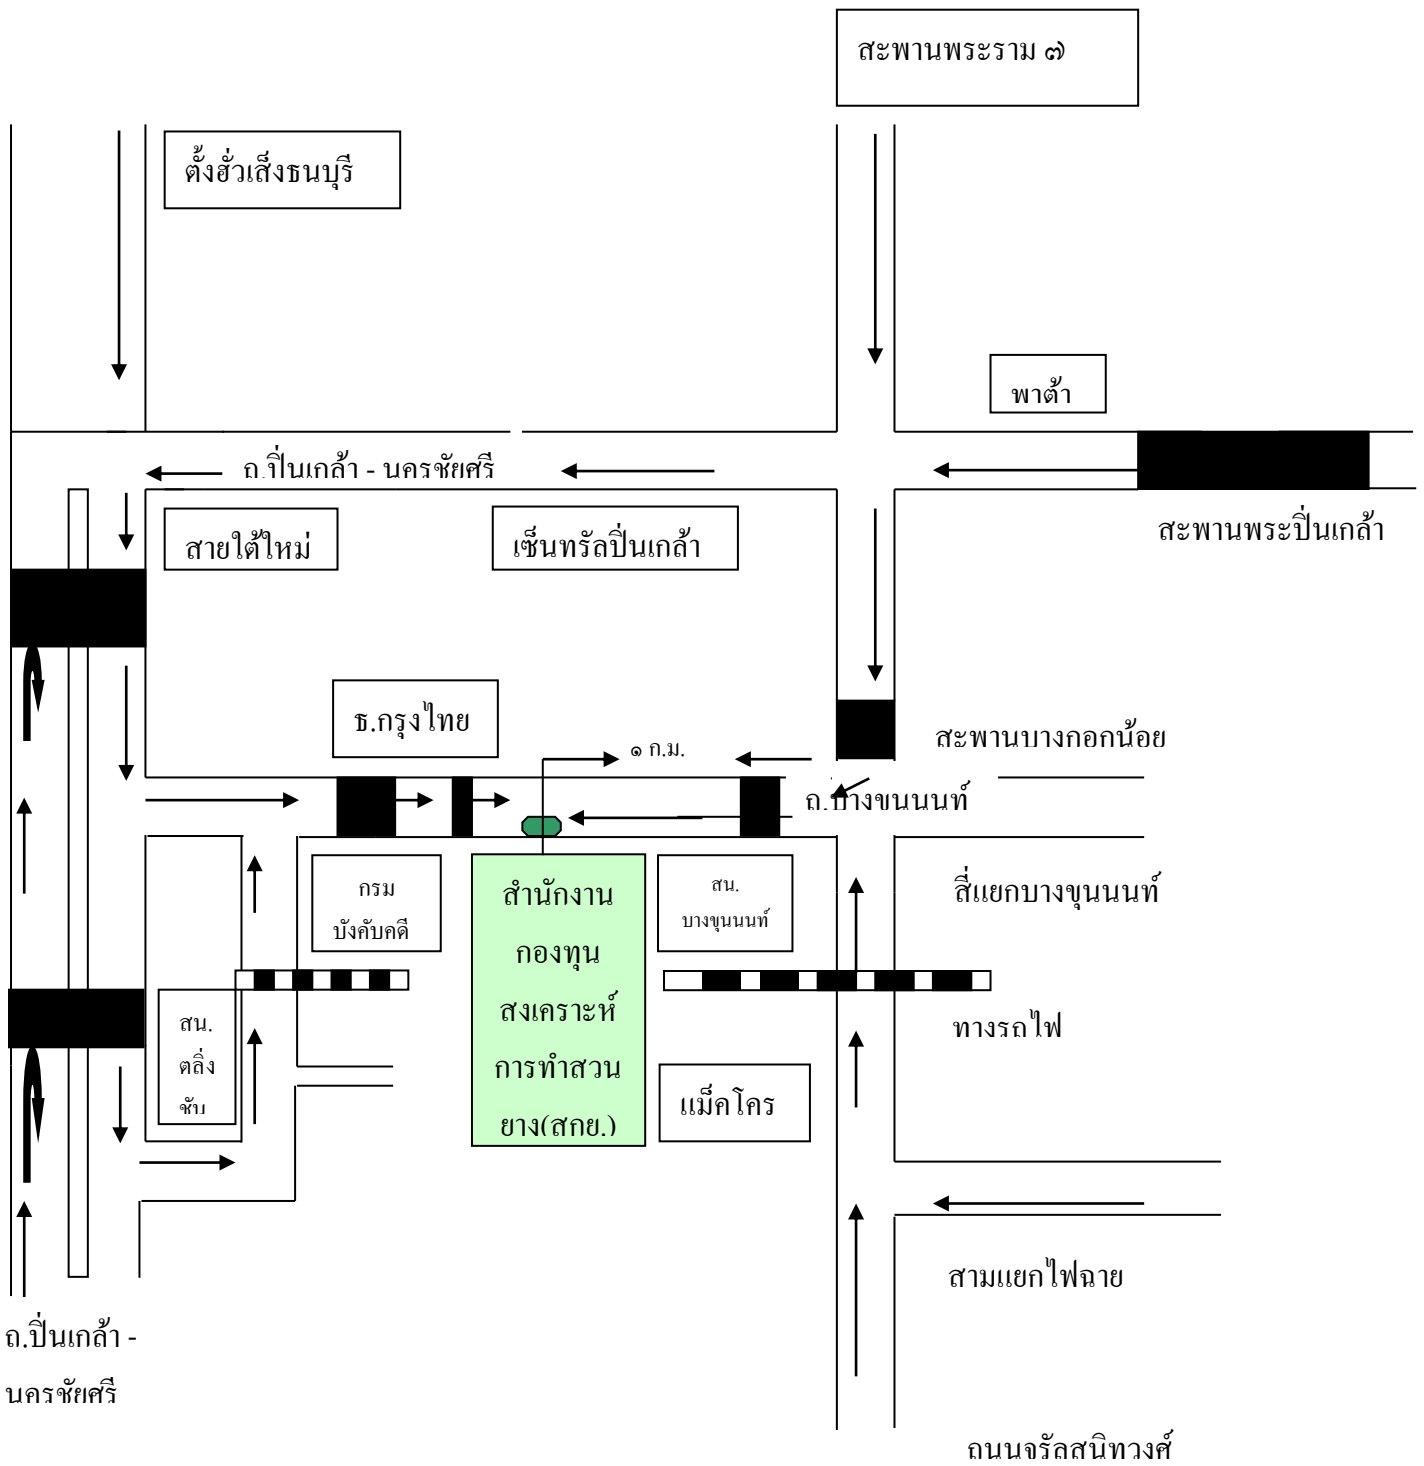 สะพานพระราม ๗
ตั้งฮั่วเส็งธนบุรี
พาต้า
ถ.ปิ่นเกล้า - นครชัยศรี
สายใต้ใหม่
เซ็นทรัลปิ่นเกล้า
สะพานพระปิ่นเกล้า
ธ.กรุงไทย
๑ ก.ม.
สะพานบางกอกน้อย
ถ.บางขุนนนท์
กรม
บังคับคดี
สำนักงาน
กองทุน
สงเคราะห์
การทำสวน
ยาง(สกย.)
สน.
บางขุนนนท์
สี่แยกบางขุนนนท์
สน.
ตลิ่ง
ชัน
ทางรถไฟ
แม็คโคร
สามแยกไฟฉาย
ถ.ปิ่นเกล้า -
นครชัยศรี
ถนนจรัลสนิทวงศ์